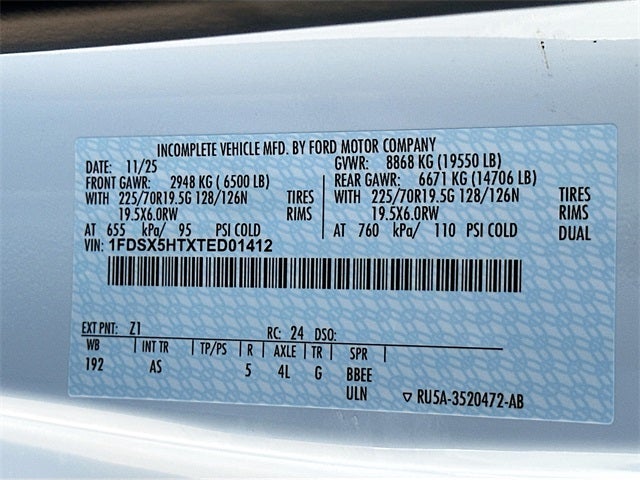 INCOMPLETE VEHICLE MFD. BY FORD MOTOR COMPANY
DATE: 11/25 GVWR: 8868 KG (19550 LB)
FRONT GAWR: 2948 KG ( 6500 LB) REAR GAWR: 6671 KG (14706 LB)
WITH 225/70R19.5G 128/126N TIRES WITH 225/70R19.5G 128/126N TIRES
19.5X6.0RW RIMS 19.5X6.0RW RIMS
AT 655 kPa/ 95 PSI COLD AT 760 kPa/ 110 PSI COLD DUAL
VIN: 1FDSX5HTXTED01412
EXT PNT: Z1 RC: 24 DSO:
WB | INT TR | TP/PS | R | AXLE | TR | SPR |
192 AS 5 4L G BBEE
ULN ▽ RU5A-3520472-AB